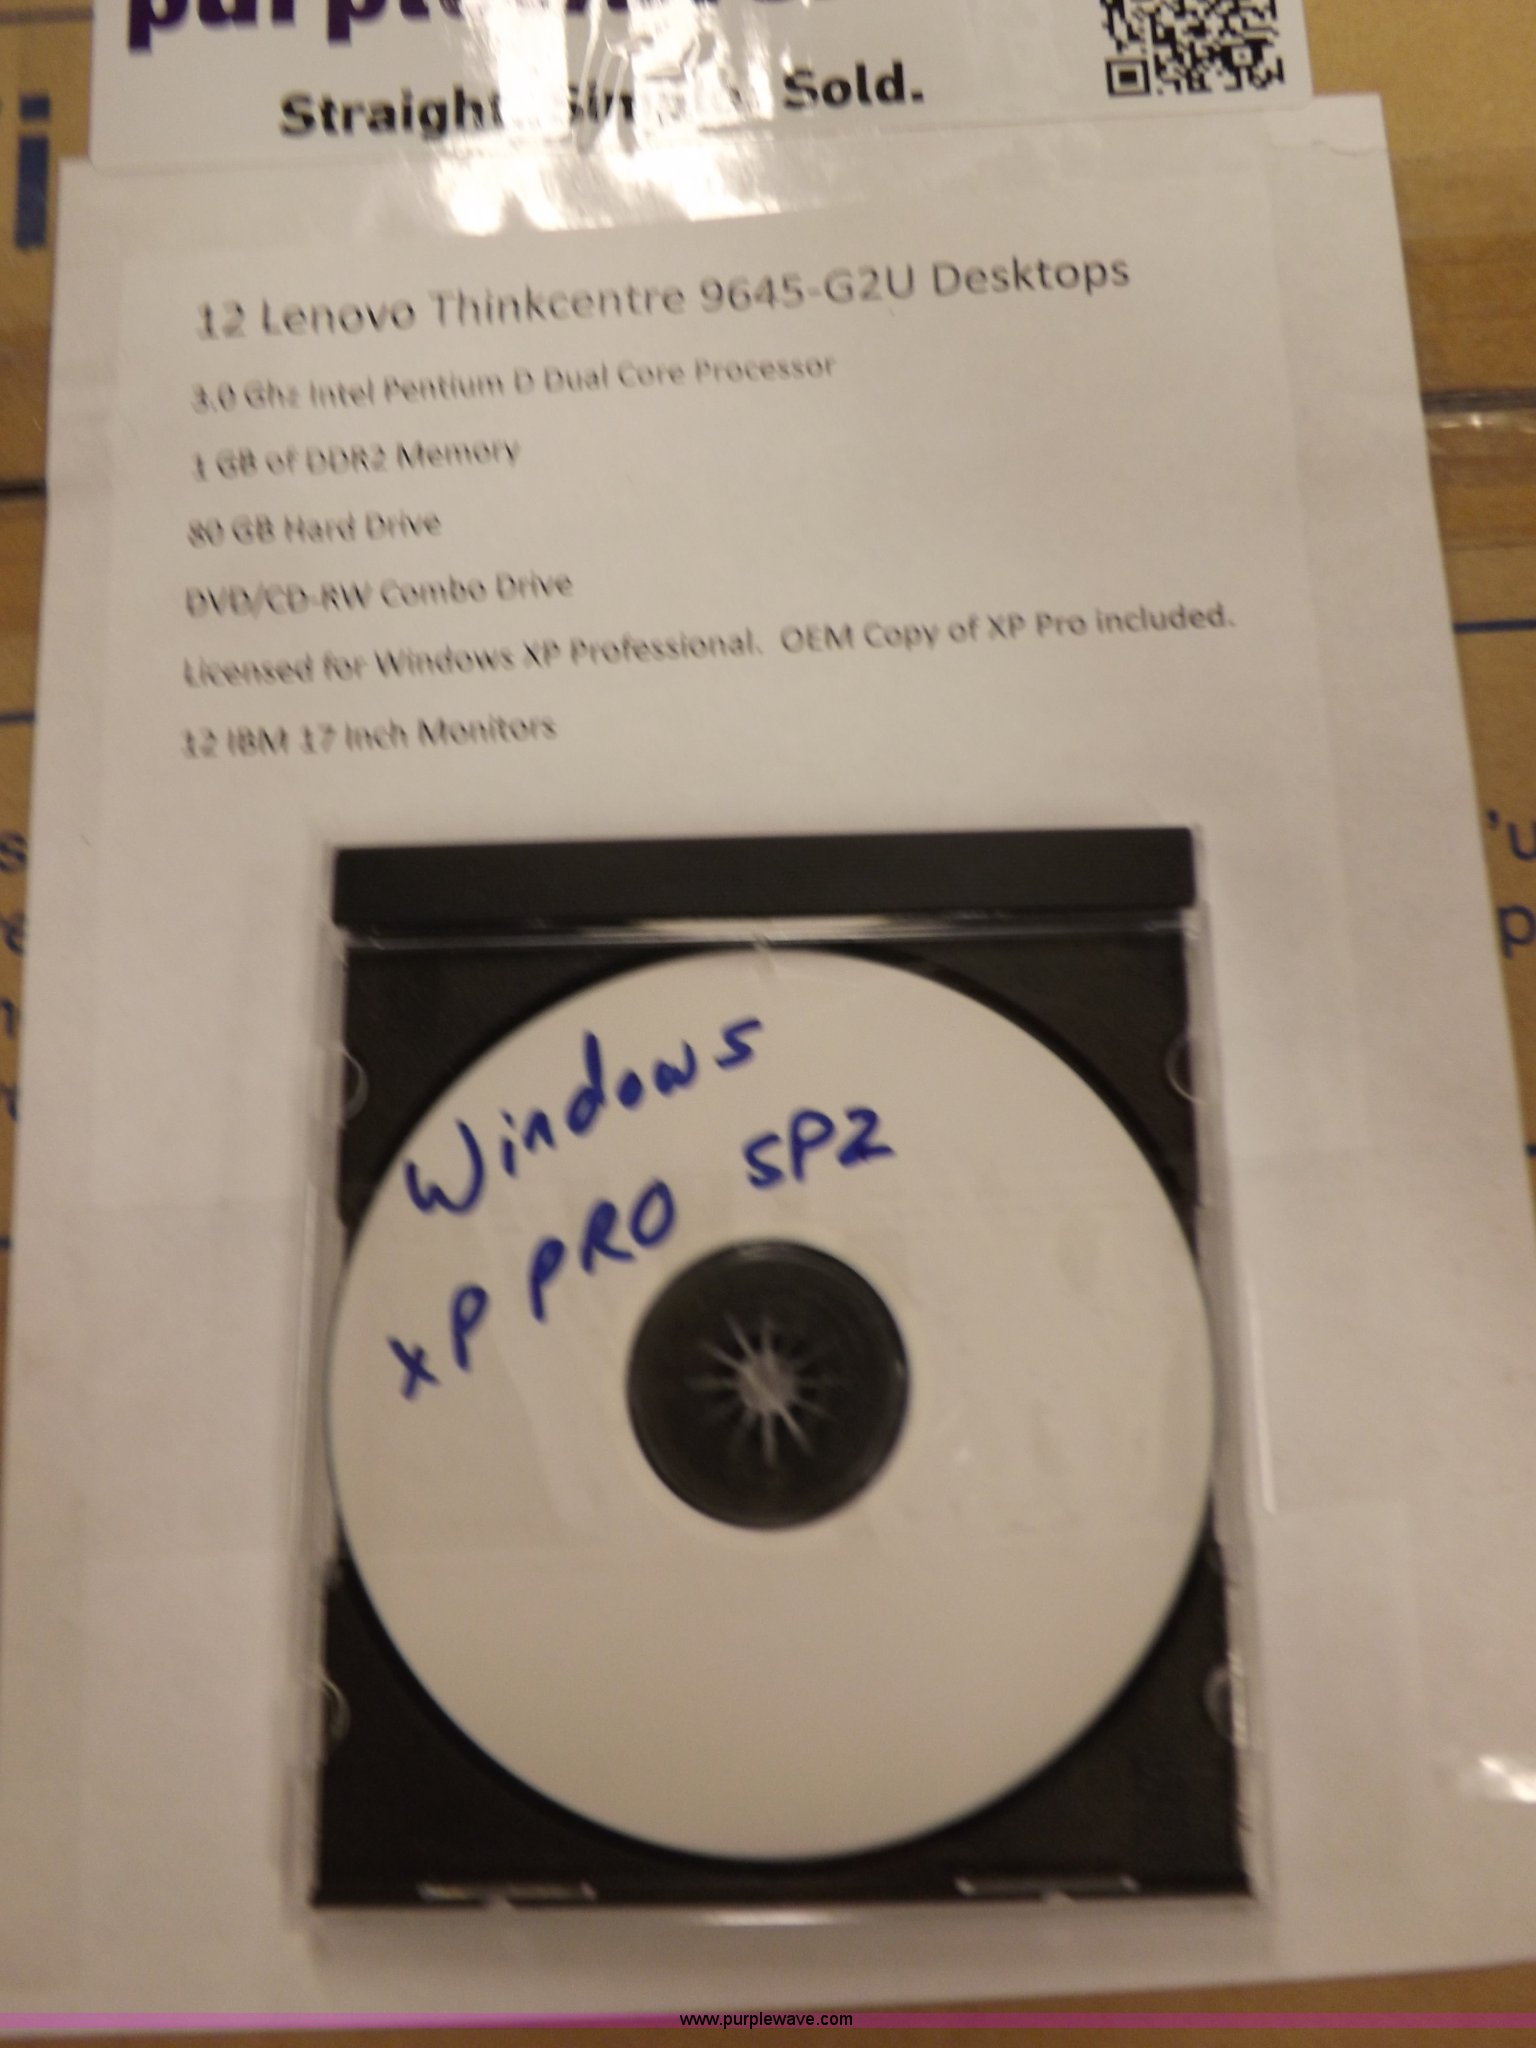 Straight. Simple. Sold.
12 Lenovo Thinkcentre 9645-G2U Desktops
3.0 Ghz Intel Pentium D Dual Core Processor
1 GB of DDR2 Memory
80 GB Hard Drive
DVD/CD-RW Combo Drive
Licensed for Windows XP Professional. OEM Copy of XP Pro included.
12 IBM 17 Inch Monitors
Windows
XP PRO SP2
www.purplewave.com